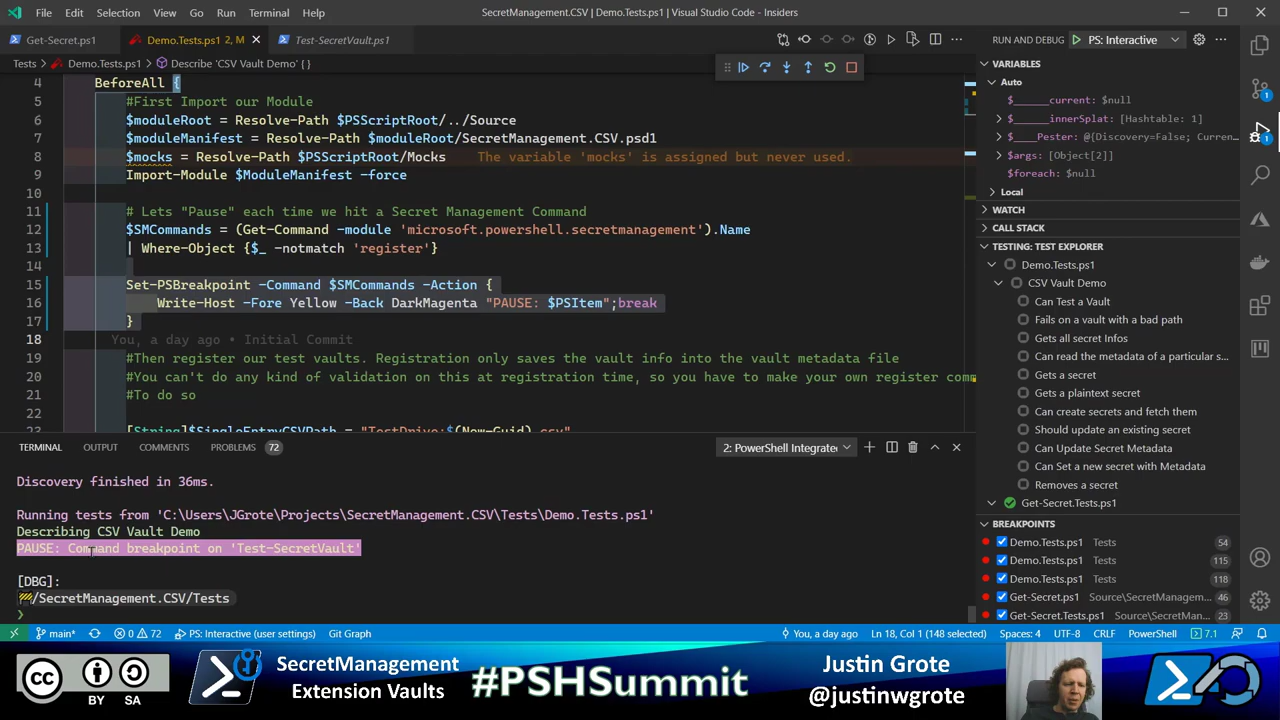 File Edit Selection View Go Run Terminal Help
SecretManagement.CSV | Demo.Tests.ps1 | Visual Studio Code - Insiders
Get-Secret.ps1
Demo.Tests.ps1 2, M
Test-SecretVault.ps1
RUN AND DEBUG
PS: Interactive
Tests > Demo.Tests.ps1 > Describe 'CSV Vault Demo' { }
4 BeforeAll {
5 #First Import our Module
6 $moduleRoot = Resolve-Path $PSScriptRoot/../Source
7 $moduleManifest = Resolve-Path $moduleRoot/SecretManagement.CSV.psd1
8 $mocks = Resolve-Path $PSScriptRoot/Mocks The variable 'mocks' is assigned but never used.
9 Import-Module $ModuleManifest -force
10
11 # Lets "Pause" each time we hit a Secret Management Command
12 $SMCommands = (Get-Command -module 'microsoft.powershell.secretmanagement').Name
13 | Where-Object {$_ -notmatch 'register'}
14
15 Set-PSBreakpoint -Command $SMCommands -Action {
16 Write-Host -Fore Yellow -Back DarkMagenta "PAUSE: $PSItem";break
17 }
18 You, a day ago • Initial Commit
19 #Then register our test vaults. Registration only saves the vault info into the vault metadata file
20 #You can't do any kind of validation on this at registration time, so you have to make your own register com
21 #To do so
22
23 [String]$SingleEntryCSVPath = "TestDrive:$(New-Guid).csv"
VARIABLES
Auto
$______current: $null
$______innerSplat: [Hashtable: 1]
$____Pester: @{Discovery=False; Curren…
$args: [Object[2]]
$foreach: $null
Local
WATCH
CALL STACK
TESTING: TEST EXPLORER
Demo.Tests.ps1
CSV Vault Demo
Can Test a Vault
Fails on a vault with a bad path
Gets all secret Infos
Can read the metadata of a particular s...
Gets a secret
Gets a plaintext secret
Can create secrets and fetch them
Should update an existing secret
Can Update Secret Metadata
Can Set a new secret with Metadata
Removes a secret
Get-Secret.Tests.ps1
BREAKPOINTS
Demo.Tests.ps1 Tests 54
Demo.Tests.ps1 Tests 115
Demo.Tests.ps1 Tests 118
Get-Secret.ps1 Source\SecretManagem... 46
Get-Secret.Tests.ps1 Source\SecretMan... 23
1
1
TERMINAL OUTPUT COMMENTS PROBLEMS 72
2: PowerShell Integrate
Discovery finished in 36ms.
Running tests from 'C:\Users\JGrote\Projects\SecretManagement.CSV\Tests\Demo.Tests.ps1'
Describing CSV Vault Demo
PAUSE: Command breakpoint on 'Test-SecretVault'
[DBG]:
/SecretManagement.CSV/Tests
main* 0 72 PS: Interactive (user settings) Git Graph You, a day ago Ln 18, Col 1 (148 selected) Spaces: 4 UTF-8 CRLF PowerShell 7.1
CC
BY SA
SecretManagement
Extension Vaults
#PSHSummit
Justin Grote
@justinwgrote